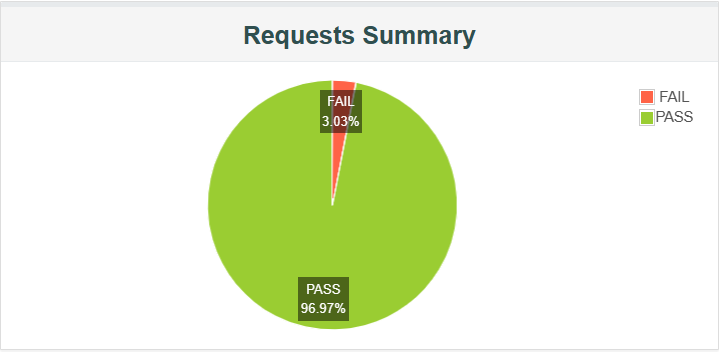 Requests Summary
FAIL
3.03%
FAIL
PASS
PASS
96.97%